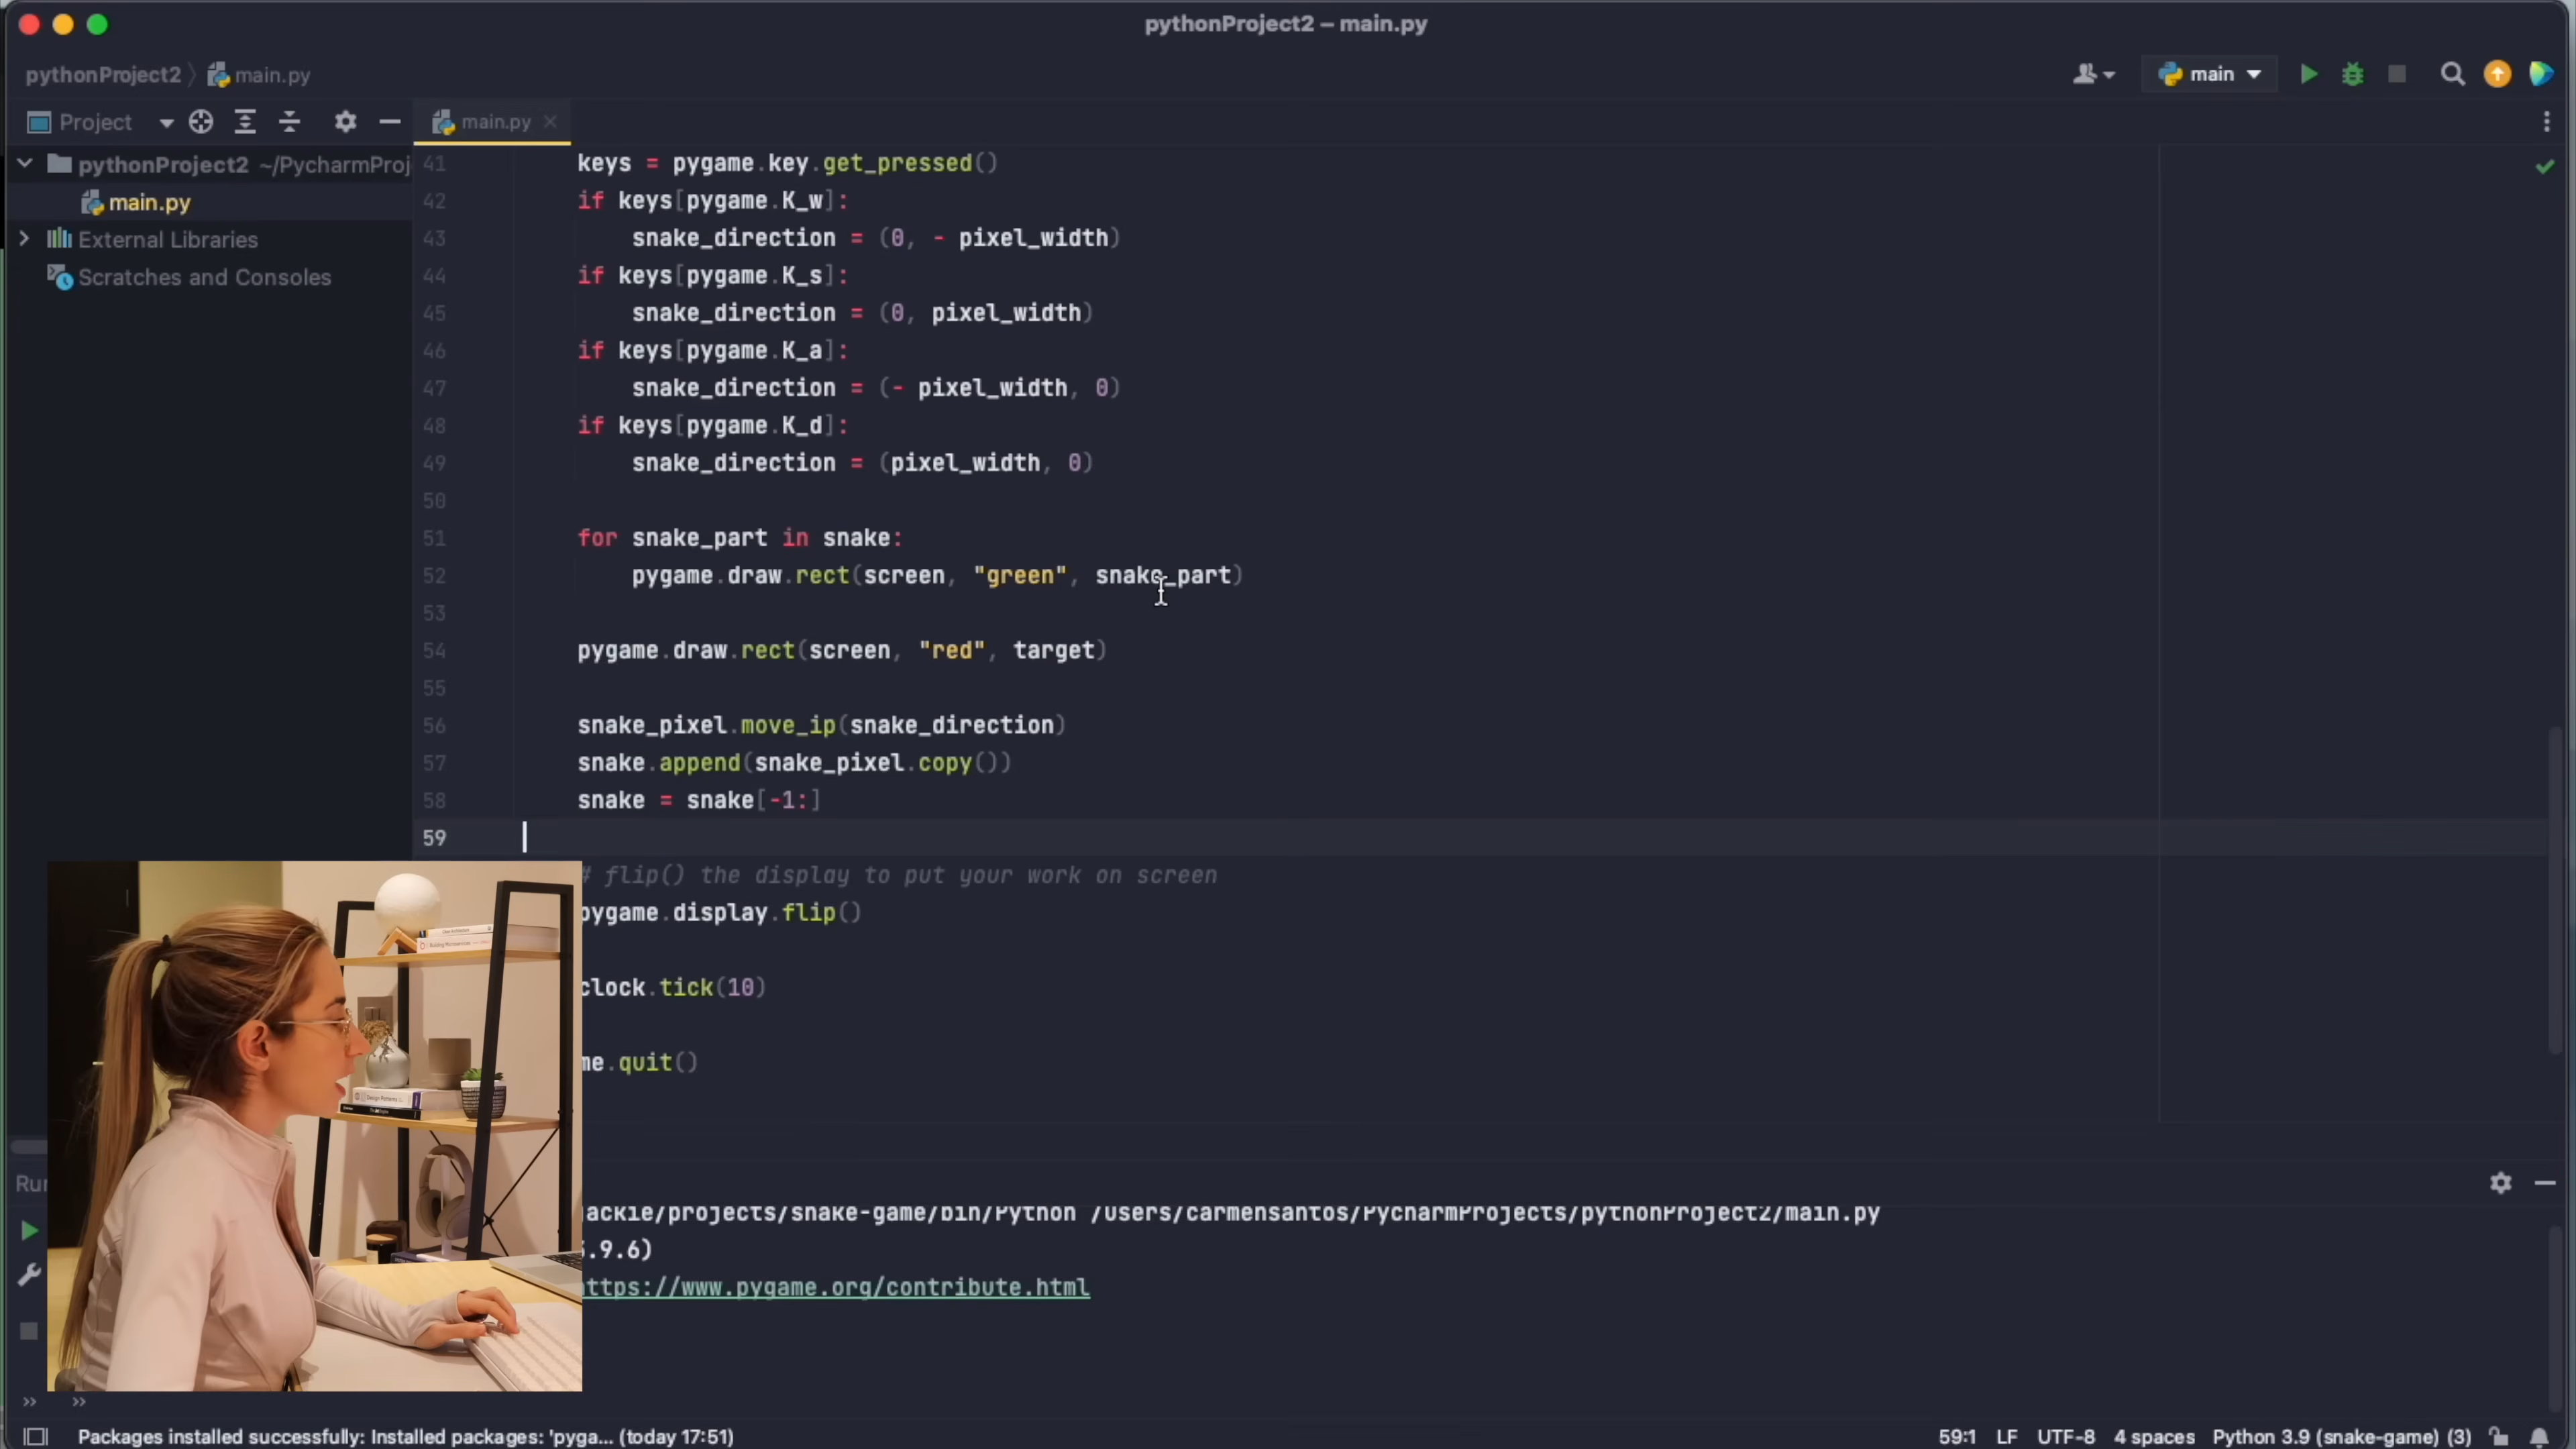 pythonProject2 – main.py
pythonProject2 〉 main.py
main
Project
main.py
pythonProject2 ~/PycharmProj
main.py
External Libraries
Scratches and Consoles
41 keys = pygame.key.get_pressed()
42 if keys[pygame.K_w]:
43 snake_direction = (0, - pixel_width)
44 if keys[pygame.K_s]:
45 snake_direction = (0, pixel_width)
46 if keys[pygame.K_a]:
47 snake_direction = (- pixel_width, 0)
48 if keys[pygame.K_d]:
49 snake_direction = (pixel_width, 0)
50
51 for snake_part in snake:
52 pygame.draw.rect(screen, "green", snake_part)
53
54 pygame.draw.rect(screen, "red", target)
55
56 snake_pixel.move_ip(snake_direction)
57 snake.append(snake_pixel.copy())
58 snake = snake[-1:]
59
# flip() the display to put your work on screen
pygame.display.flip()
clock.tick(10)
me.quit()
Run
ackie/projects/snake-game/bin/Python /Users/carmensantos/PycharmProjects/pythonProject2/main.py
.9.6)
https://www.pygame.org/contribute.html
Packages installed successfully: Installed packages: 'pyga... (today 17:51)
59:1 LF UTF-8 4 spaces Python 3.9 (snake-game) (3)